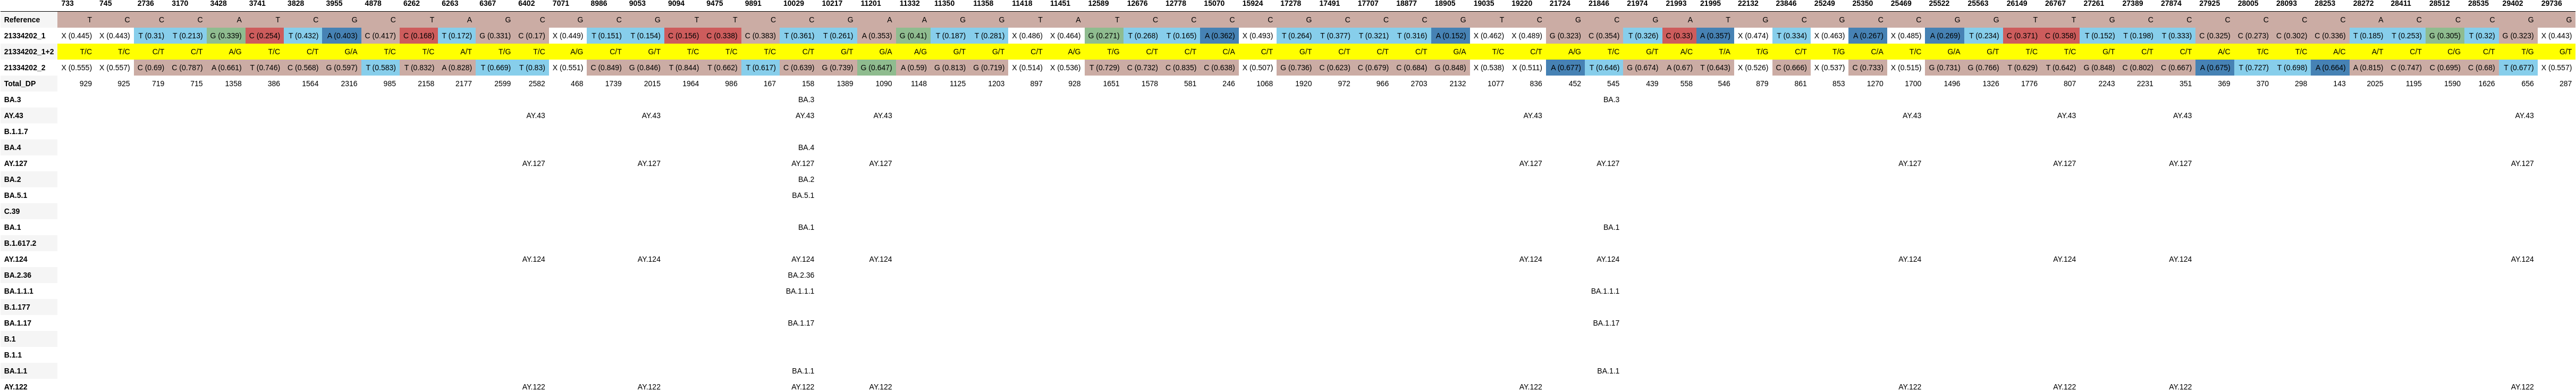 733 745 2736 3170 3428 3741 3828 3955 4878 6262 6263 6367 6402 7071 8986 9053 9094 9475 9891 10029 10217 11201 11332 11350 11358 11418 11451 12589 12676 12778 15070 15924 17278 17491 17707 18877 18905 19035 19220 21724 21846 21974 21993 21995 22132 23846 25249 25350 25469 25522 25563 26149 26767 27261 27389 27874 27925 28005 28093 28253 28272 28411 28512 28535 29402 29736
Reference T C C C A T C G C T A G C G C G T T C C G A A G G T A T C C C C G C C C G T C G C G A T G C G C G G T T C C C C C C C A C C C G G
21334202_1 X (0.445) X (0.443) T (0.31) T (0.213) G (0.339) C (0.254) T (0.432) A (0.403) C (0.417) C (0.168) T (0.172) G (0.331) C (0.17) X (0.449) T (0.151) T (0.154) C (0.156) C (0.338) C (0.383) T (0.361) T (0.261) A (0.353) G (0.41) T (0.187) T (0.281) X (0.486) X (0.464) G (0.271) T (0.268) T (0.165) A (0.362) X (0.493) T (0.264) T (0.377) T (0.321) T (0.316) A (0.152) X (0.462) X (0.489) G (0.323) C (0.354) T (0.326) C (0.33) A (0.357) X (0.474) T (0.334) X (0.463) A (0.267) X (0.485) A (0.269) T (0.234) C (0.371) C (0.358) T (0.152) T (0.198) T (0.333) C (0.325) C (0.273) C (0.302) C (0.336) T (0.185) T (0.253) G (0.305) T (0.32) G (0.323) X (0.443)
21334202_1+2 T/C T/C C/T C/T A/G T/C C/T G/A T/C T/C A/T T/G T/C A/G C/T G/T T/C T/C T/C C/T G/T G/A A/G G/T G/T C/T A/G T/G C/T C/T C/A C/T G/T C/T C/T C/T G/A T/C C/T A/G T/C G/T A/C T/A T/G C/T T/G C/A T/C G/A G/T T/C T/C G/T C/T C/T A/C T/C T/C A/C A/T C/T C/G C/T T/G G/T
21334202_2 X (0.555) X (0.557) C (0.69) C (0.787) A (0.661) T (0.746) C (0.568) G (0.597) T (0.583) T (0.832) A (0.828) T (0.669) T (0.83) X (0.551) C (0.849) G (0.846) T (0.844) T (0.662) T (0.617) C (0.639) G (0.739) G (0.647) A (0.59) G (0.813) G (0.719) X (0.514) X (0.536) T (0.729) C (0.732) C (0.835) C (0.638) X (0.507) G (0.736) C (0.623) C (0.679) C (0.684) G (0.848) X (0.538) X (0.511) A (0.677) T (0.646) G (0.674) A (0.67) T (0.643) X (0.526) C (0.666) X (0.537) C (0.733) X (0.515) G (0.731) G (0.766) T (0.629) T (0.642) G (0.848) C (0.802) C (0.667) A (0.675) T (0.727) T (0.698) A (0.664) A (0.815) C (0.747) C (0.695) C (0.68) T (0.677) X (0.557)
Total_DP 929 925 719 715 1358 386 1564 2316 985 2158 2177 2599 2582 468 1739 2015 1964 986 167 158 1389 1090 1148 1125 1203 897 928 1651 1578 581 246 1068 1920 972 966 2703 2132 1077 836 452 545 439 558 546 879 861 853 1270 1700 1496 1326 1776 807 2243 2231 351 369 370 298 143 2025 1195 1590 1626 656 287
BA.3 BA.3 BA.3
AY.43 AY.43 AY.43 AY.43 AY.43 AY.43 AY.43 AY.43 AY.43 AY.43
B.1.1.7
BA.4 BA.4
AY.127 AY.127 AY.127 AY.127 AY.127 AY.127 AY.127 AY.127 AY.127 AY.127 AY.127
BA.2 BA.2
BA.5.1 BA.5.1
C.39
BA.1 BA.1 BA.1
B.1.617.2
AY.124 AY.124 AY.124 AY.124 AY.124 AY.124 AY.124 AY.124 AY.124 AY.124 AY.124
BA.2.36 BA.2.36
BA.1.1.1 BA.1.1.1 BA.1.1.1
B.1.177
BA.1.17 BA.1.17 BA.1.17
B.1
B.1.1
BA.1.1 BA.1.1 BA.1.1
AY.122 AY.122 AY.122 AY.122 AY.122 AY.122 AY.122 AY.122 AY.122 AY.122